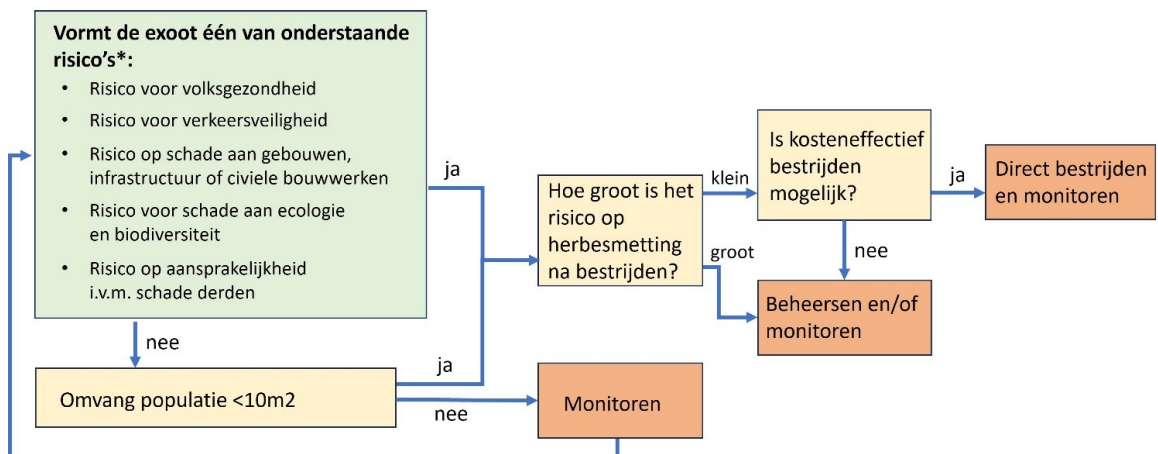 Vormt de exoot één van onderstaande
risico's*:
• Risico voor volksgezondheid
• Risico voor verkeersveiligheid
• Risico op schade aan gebouwen,
infrastructuur of civiele bouwwerken
• Risico voor schade aan ecologie
en biodiversiteit
• Risico op aansprakelijkheid
i.v.m. schade derden
ja
nee
Omvang populatie <10m2
ja
nee
Monitoren
Hoe groot is het
risico op
herbesmetting
na bestrijden?
klein
groot
Is kosteneffectief
bestrijden
mogelijk?
ja
nee
Direct bestrijden
en monitoren
Beheersen en/of
monitoren